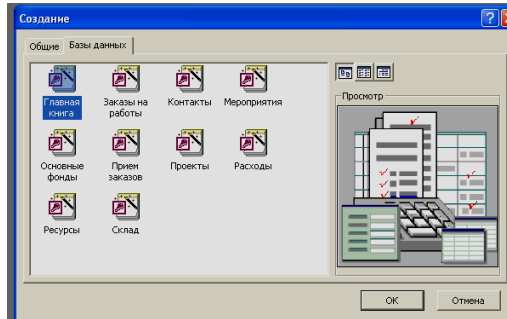 Создание
Общие
Базы данных
Главная книга
Заказы на работы
Контакты
Мероприятия
Основные фонды
Прием заказов
Проекты
Расходы
Ресурсы
Склад
Просмотр
OK
Отмена